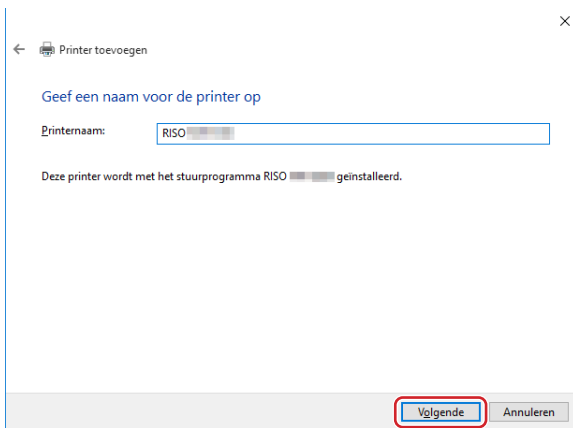 Printer toevoegen
Geef een naam voor de printer op
Printernaam:
RISO
Deze printer wordt met het stuurprogramma RISO geïnstalleerd.
Volgende
Annuleren